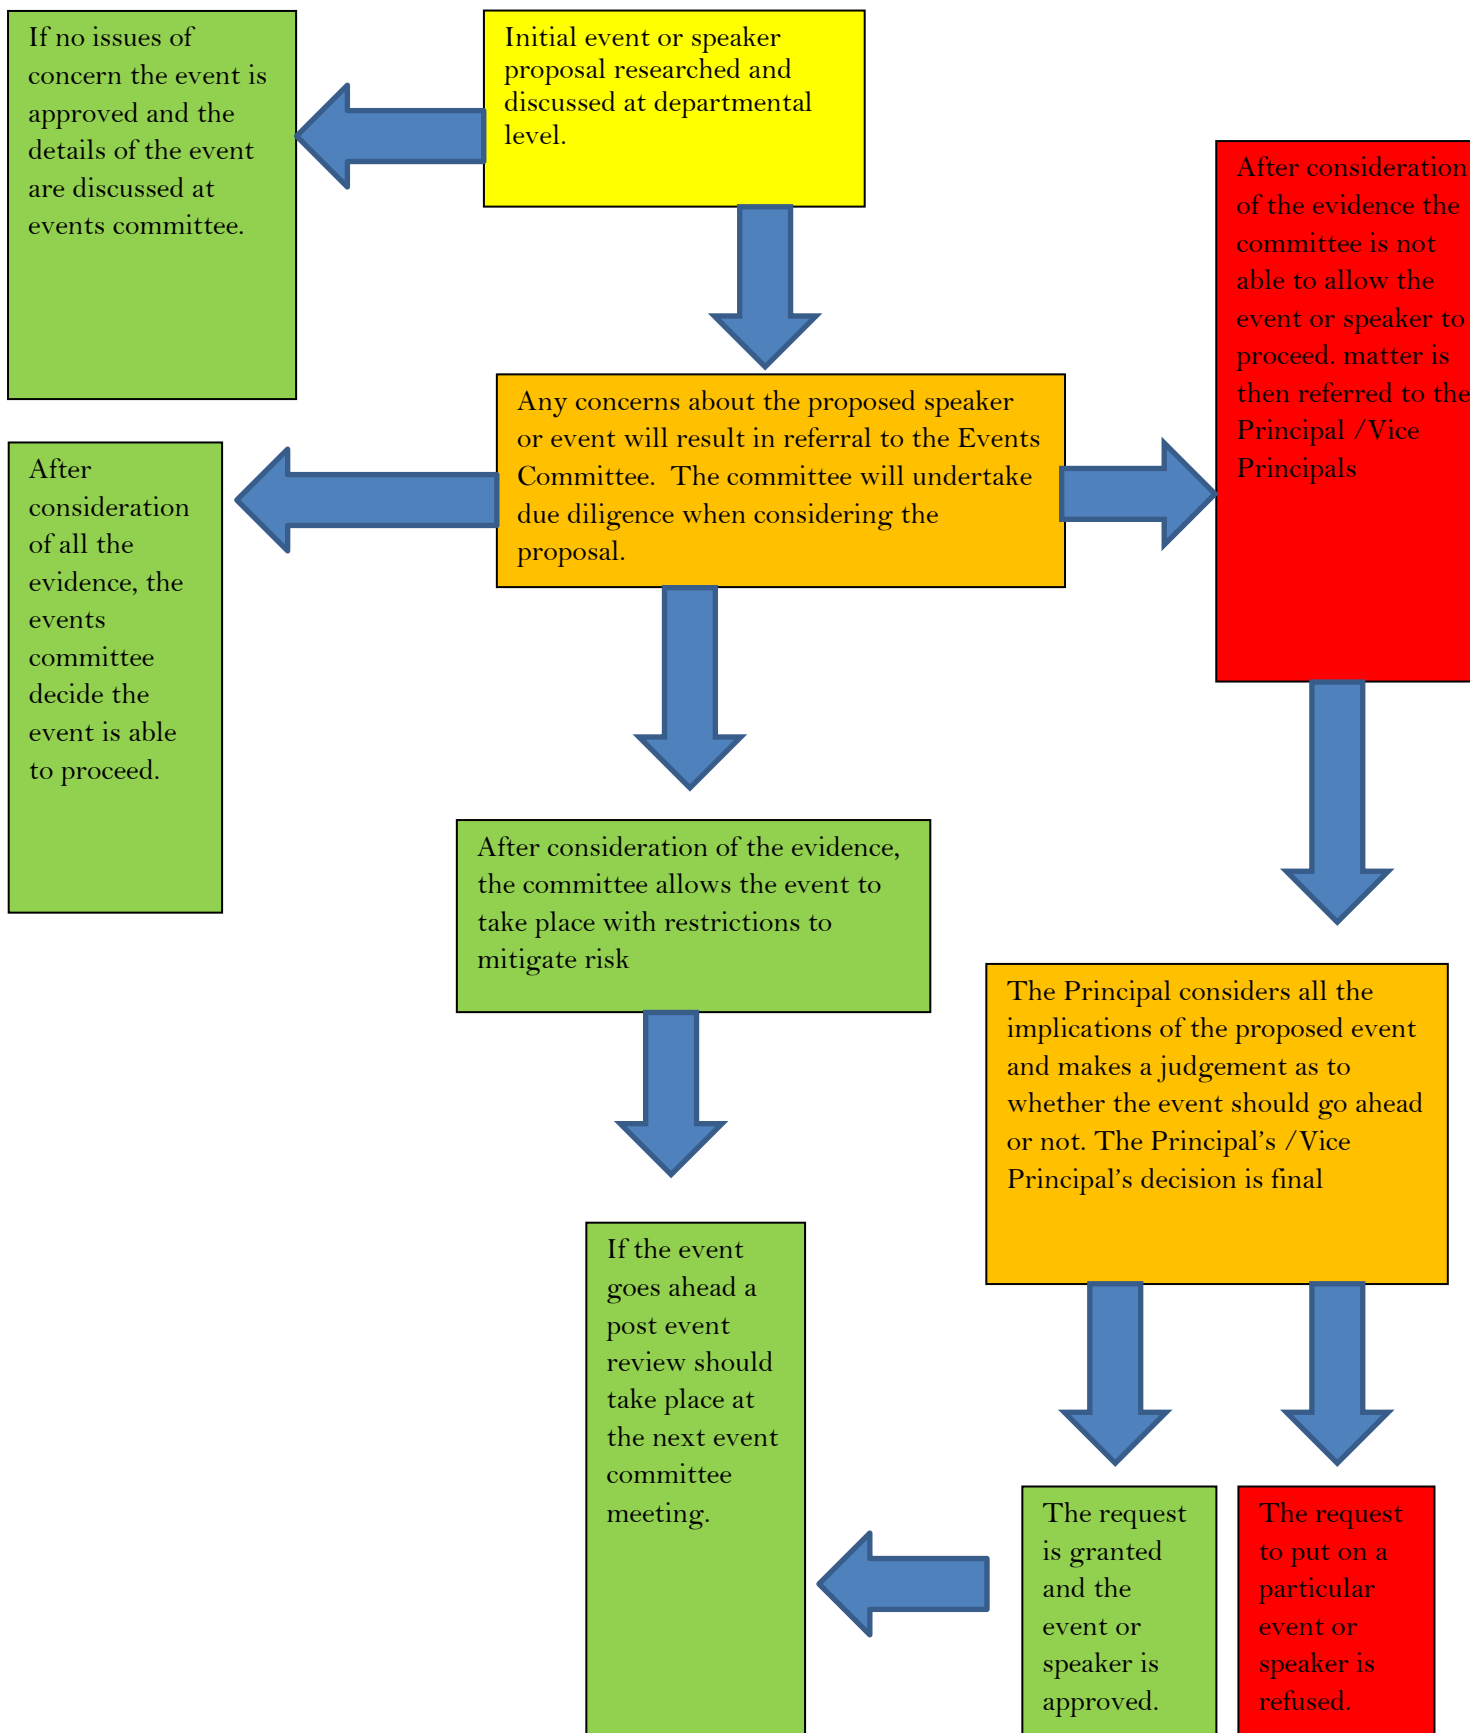 If no issues of
concern the event is
approved and the
details of the event
are discussed at
events committee.
Initial event or speaker
proposal researched and
discussed at departmental
level.
After consideration
of the evidence the
committee is not
able to allow the
event or speaker to
proceed. matter is
then referred to the
Principal /Vice
Principals
Any concerns about the proposed speaker
or event will result in referral to the Events
Committee.  The committee will undertake
due diligence when considering the
proposal.
After
consideration
of all the
evidence, the
events
committee
decide the
event is able
to proceed.
After consideration of the evidence,
the committee allows the event to
take place with restrictions to
mitigate risk
The Principal considers all the
implications of the proposed event
and makes a judgement as to
whether the event should go ahead
or not. The Principal’s /Vice
Principal’s decision is final
If the event
goes ahead a
post event
review should
take place at
the next event
committee
meeting.
The request
is granted
and the
event or
speaker is
approved.
The request
to put on a
particular
event or
speaker is
refused.